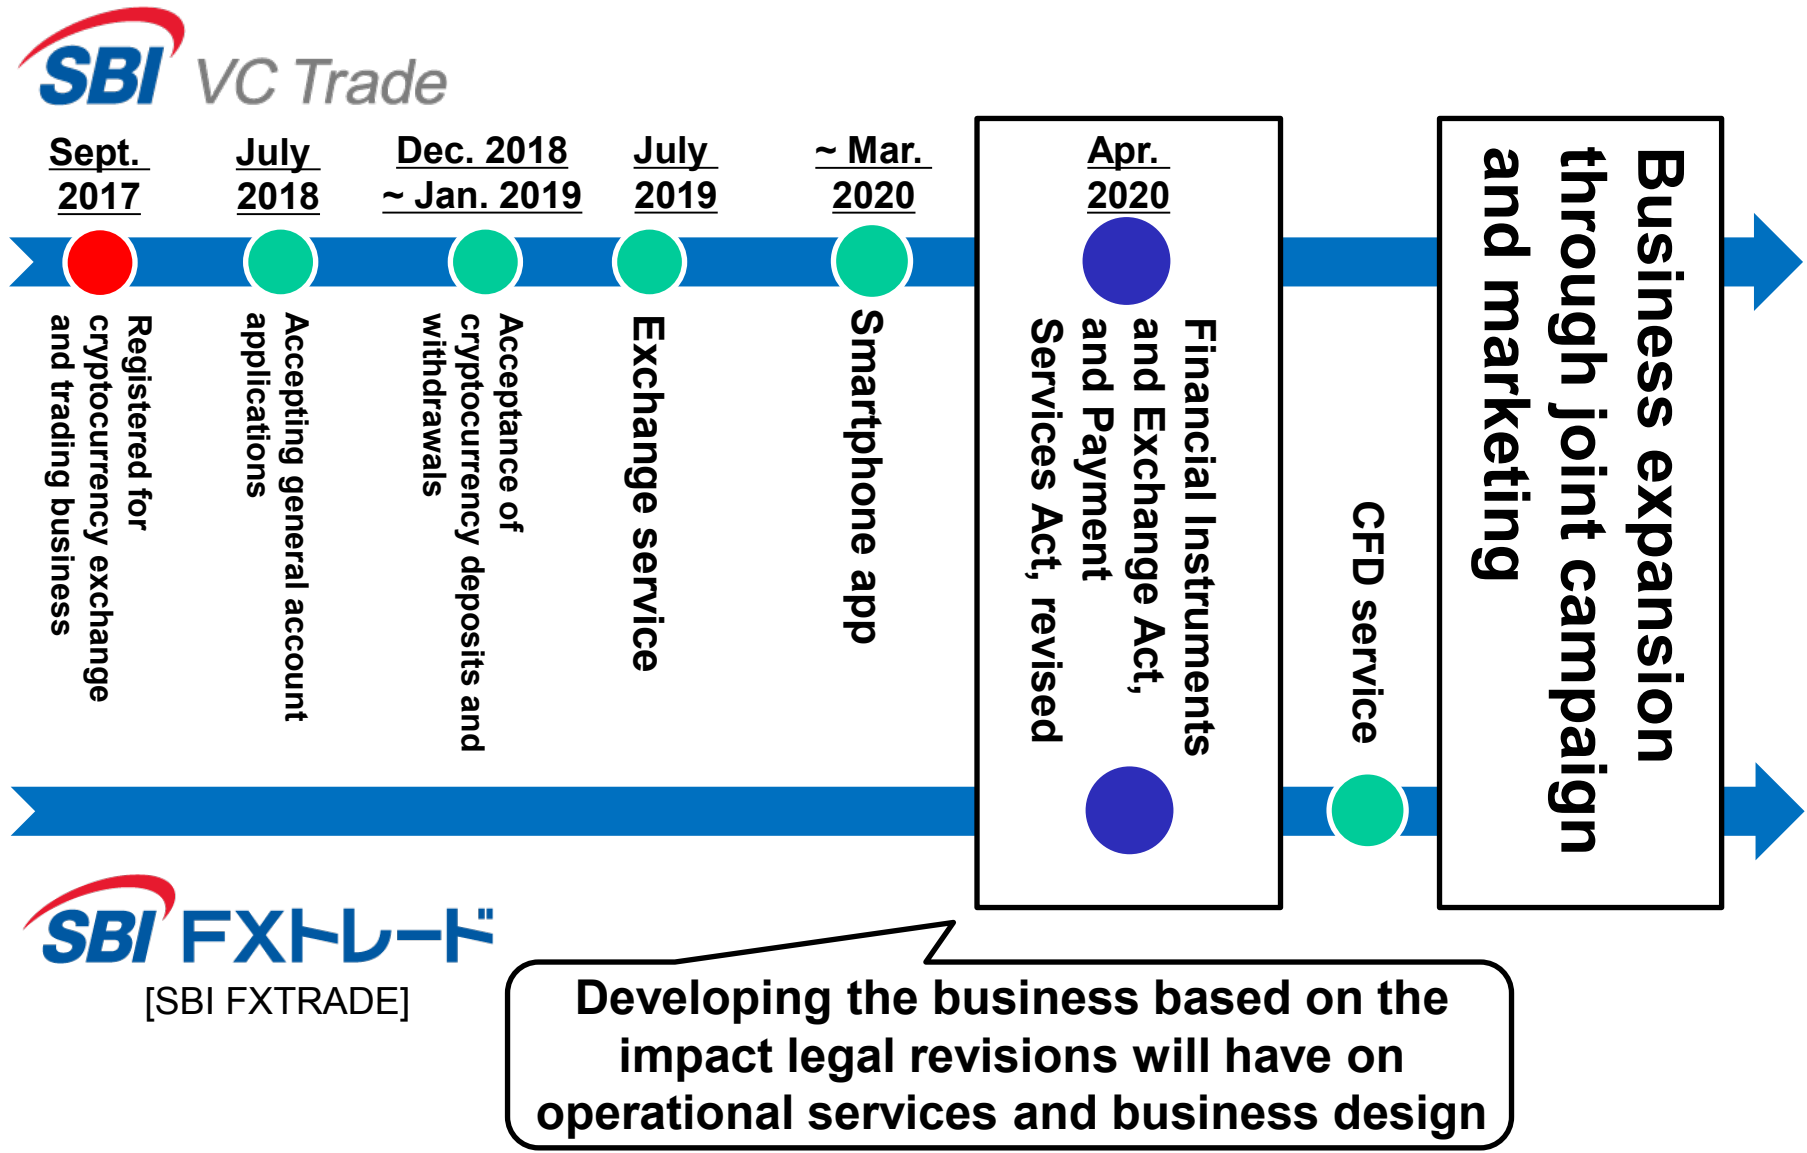 SBI VC Trade
Sept.
2017
July
2018
Dec. 2018
~ Jan. 2019
July
2019
~ Mar.
2020
Apr.
2020
Registered for
cryptocurrency exchange
and trading business
Accepting general account
applications
Acceptance of
cryptocurrency deposits and
withdrawals
Exchange service
Smartphone app
Financial Instruments
and Exchange Act,
and Payment
Services Act, revised
CFD service
Business expansion
through joint campaign
and marketing
SBI FXトレード
[SBI FXTRADE]
Developing the business based on the
impact legal revisions will have on
operational services and business design